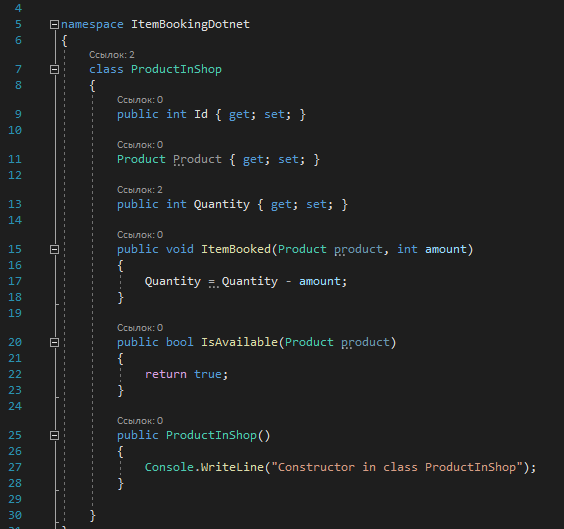 4
5 namespace ItemBookingDotnet
6 {
Ссылок: 2
7 class ProductInShop
8 {
Ссылок: 0
9 public int Id { get; set; }
10
Ссылок: 0
11 Product Product { get; set; }
12
Ссылок: 2
13 public int Quantity { get; set; }
14
Ссылок: 0
15 public void ItemBooked(Product product, int amount)
16 {
17 Quantity = Quantity - amount;
18 }
19
Ссылок: 0
20 public bool IsAvailable(Product product)
21 {
22 return true;
23 }
24
Ссылок: 0
25 public ProductInShop()
26 {
27 Console.WriteLine("Constructor in class ProductInShop");
28 }
29
30 }
31 }